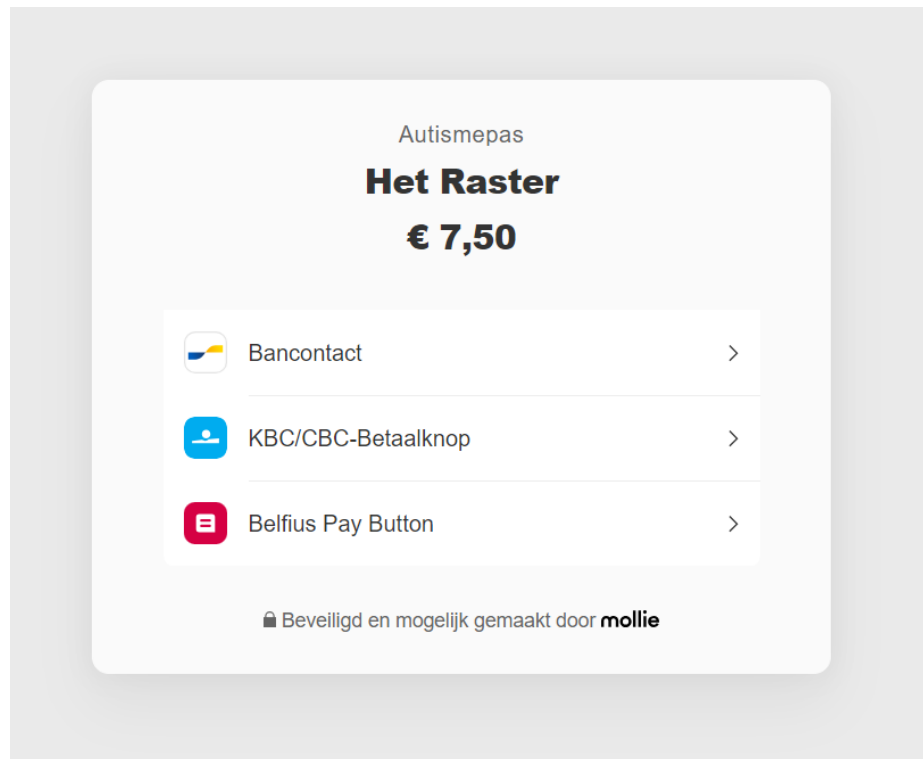 Autismepas
Het Raster
€ 7,50
Bancontact
KBC/CBC-Betaalknop
Belfius Pay Button
Beveiligd en mogelijk gemaakt door mollie